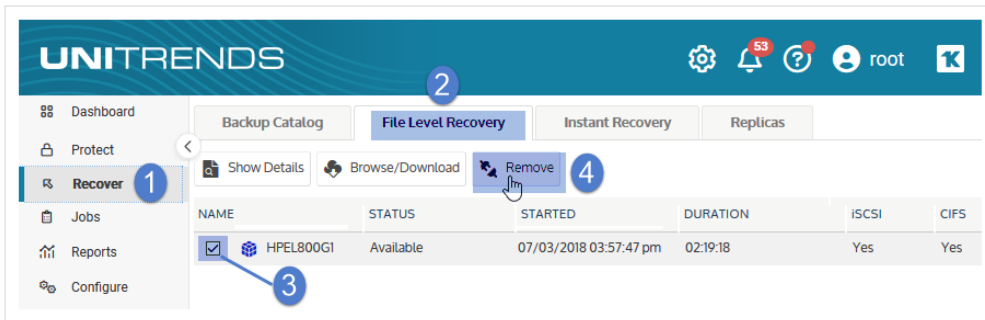 UNITRENDS
53
root
2
Dashboard
Protect
Recover
1
Jobs
Reports
Configure
Backup Catalog
File Level Recovery
Instant Recovery
Replicas
Show Details
Browse/Download
Remove
4
NAME STATUS STARTED DURATION iSCSI CIFS
HPEL800G1 Available 07/03/2018 03:57:47 pm 02:19:18 Yes Yes
3